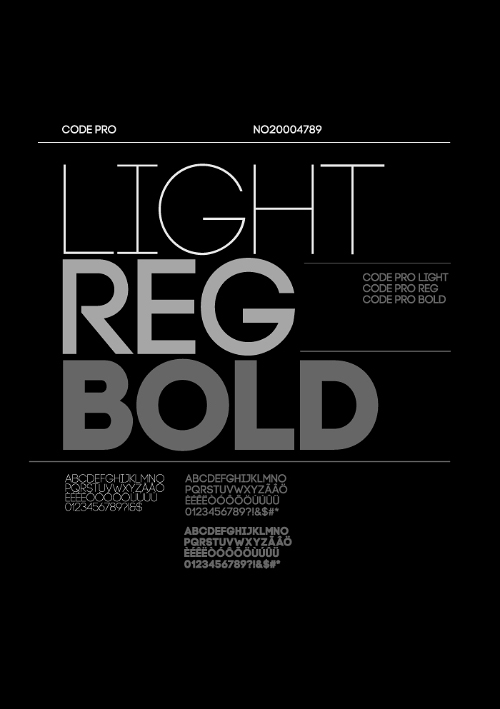 CODE PRO
NO20004789
LIGHT
REG
BOLD
CODE PRO LIGHT
CODE PRO REG
CODE PRO BOLD
ABCDEFGHIJKLMNO
PQRSTUVWXYZÄÅÖ
0123456789?!&$
ABCDEFGHIJKLMNO
PQRSTUVWXYZÄÅÖ
0123456789?!&$#*
ABCDEFGHIJKLMNO
PQRSTUVWXYZÄÅÖ
0123456789?!&$#*